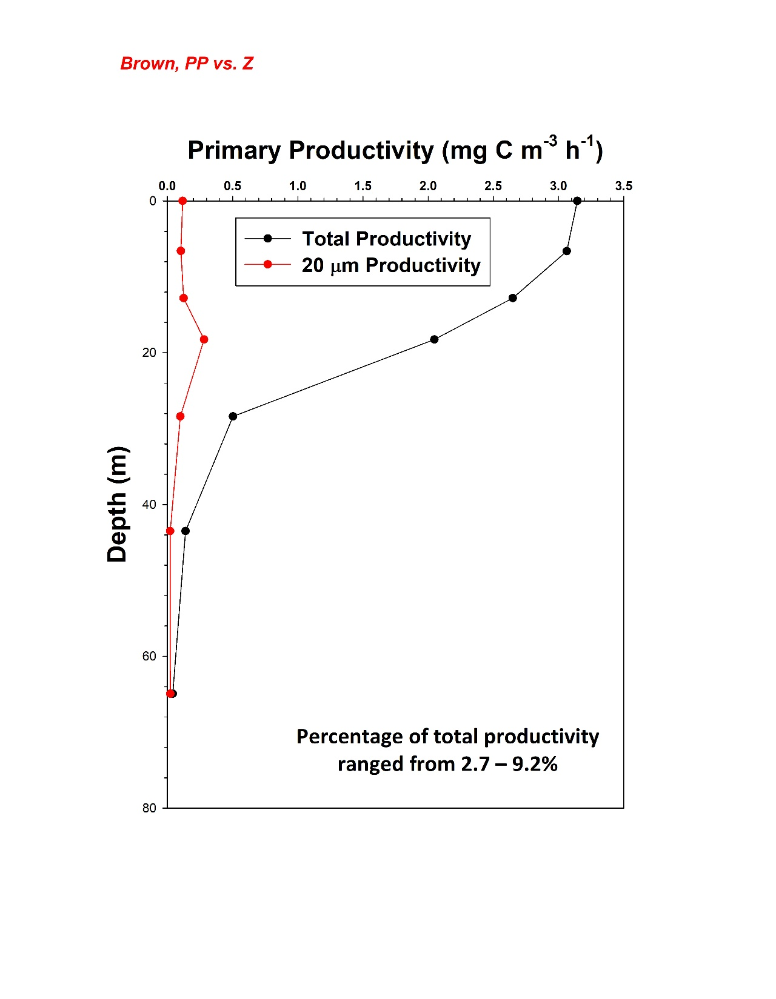 Brown, PP vs. Z
Primary Productivity (mg C m-3 h-1)
0.0 0.5 1.0 1.5 2.0 2.5 3.0 3.5
0
Total Productivity
20 μm Productivity
20
Depth (m)
40
60
Percentage of total productivity
ranged from 2.7 – 9.2%
80